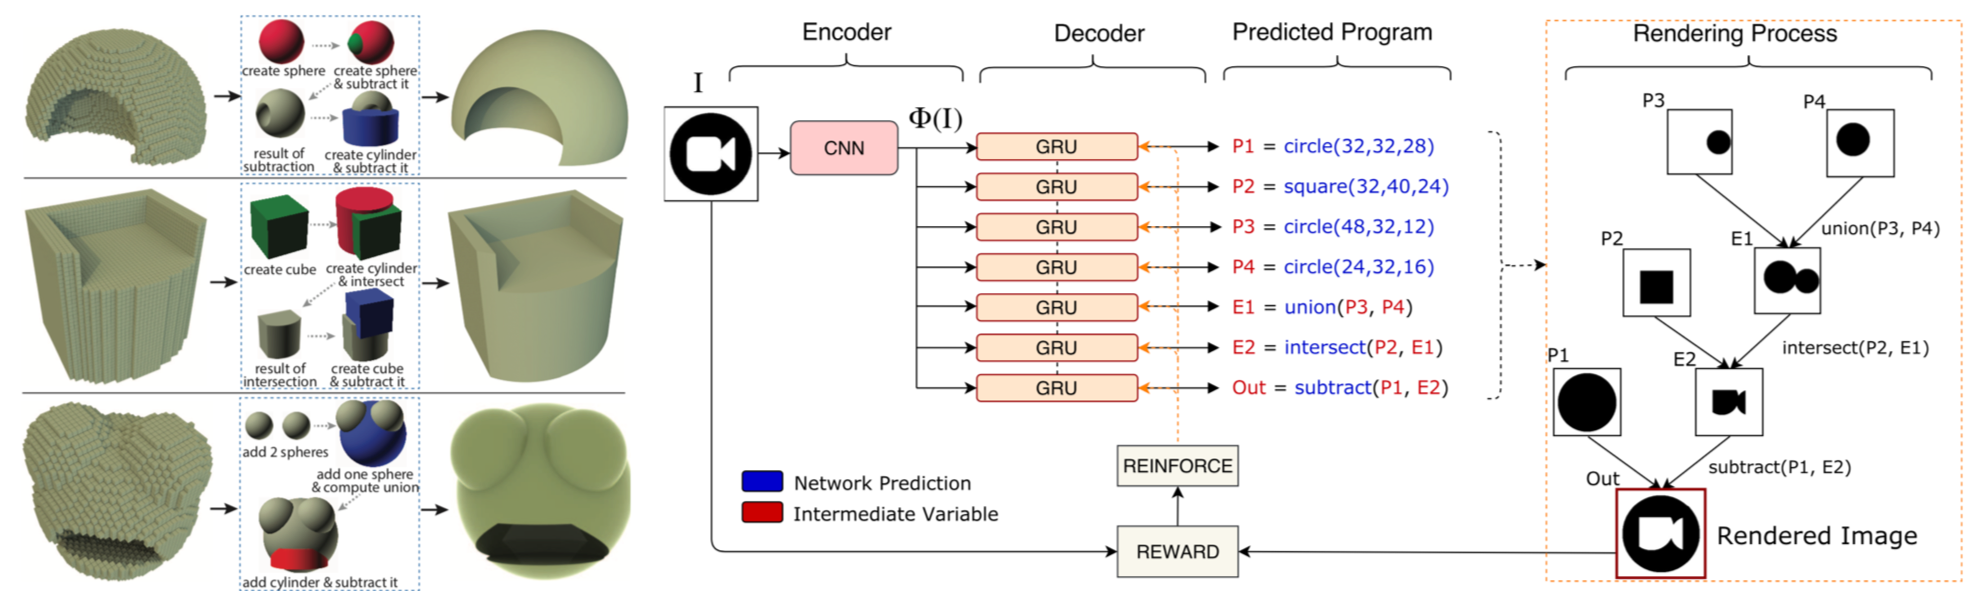 create sphere
create sphere
& subtract it
result of
subtraction
create cylinder
& subtract it
create cube
create cylinder
& intersect
result of
intersection
create cube
& subtract it
add 2 spheres
add one sphere
& compute union
add cylinder & subtract it
Encoder
Decoder
Predicted Program
I
CNN
Φ(I)
GRU
P1 = circle(32,32,28)
GRU
P2 = square(32,40,24)
GRU
P3 = circle(48,32,12)
GRU
P4 = circle(24,32,16)
GRU
E1 = union(P3, P4)
GRU
E2 = intersect(P2, E1)
GRU
Out = subtract(P1, E2)
Network Prediction
Intermediate Variable
REINFORCE
REWARD
Rendering Process
P3
P4
union(P3, P4)
P2
E1
intersect(P2, E1)
P1
E2
subtract(P1, E2)
Out
Rendered Image